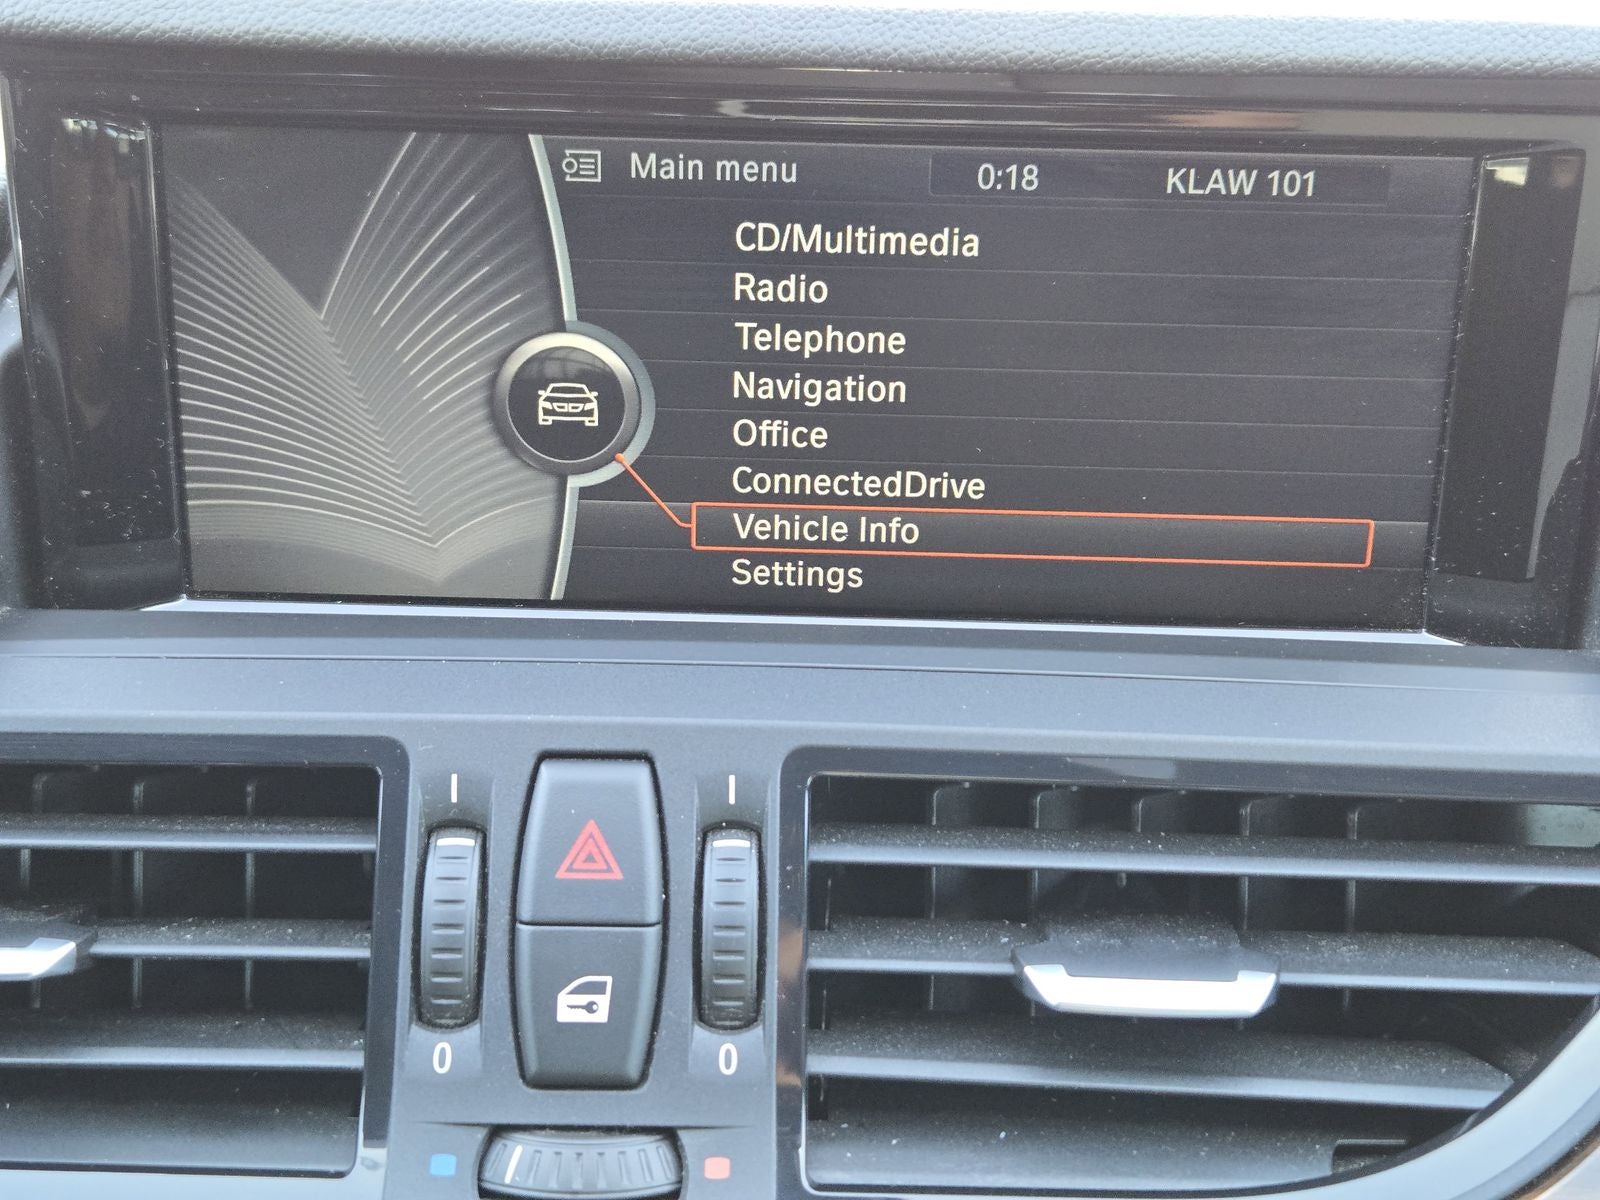 Main menu 0:18 KLAW 101
CD/Multimedia
Radio
Telephone
Navigation
Office
ConnectedDrive
Vehicle Info
Settings
I I
0 0